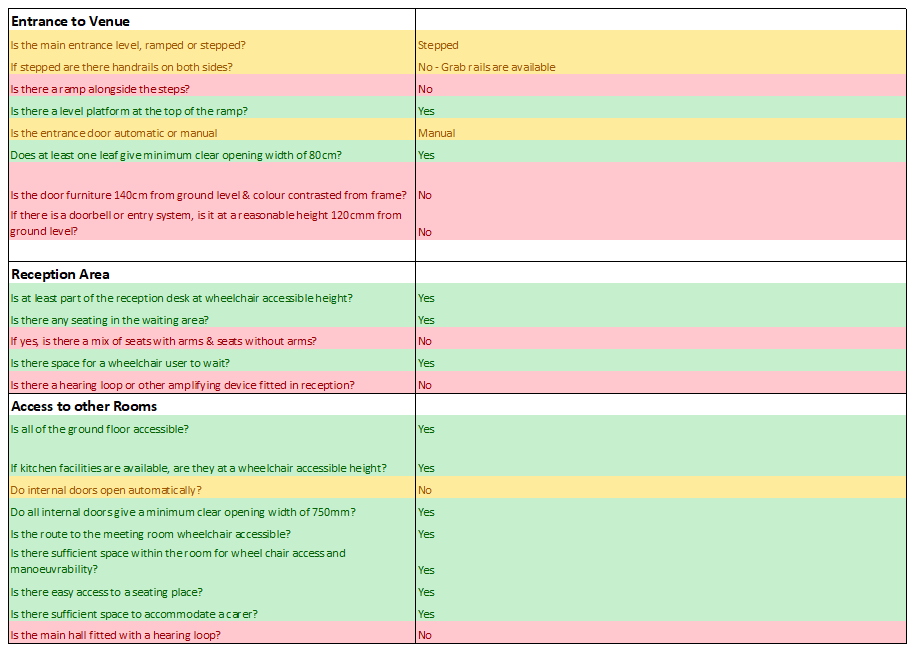 Entrance to Venue
Is the main entrance level, ramped or stepped? Stepped
If stepped are there handrails on both sides? No - Grab rails are available
Is there a ramp alongside the steps? No
Is there a level platform at the top of the ramp? Yes
Is the entrance door automatic or manual Manual
Does at least one leaf give minimum clear opening width of 80cm? Yes
Is the door furniture 140cm from ground level & colour contrasted from frame? No
If there is a doorbell or entry system, is it at a reasonable height 120cmm from
ground level? No
Reception Area
Is at least part of the reception desk at wheelchair accessible height? Yes
Is there any seating in the waiting area? Yes
If yes, is there a mix of seats with arms & seats without arms? No
Is there space for a wheelchair user to wait? Yes
Is there a hearing loop or other amplifying device fitted in reception? No
Access to other Rooms
Is all of the ground floor accessible? Yes
If kitchen facilities are available, are they at a wheelchair accessible height? Yes
Do internal doors open automatically? No
Do all internal doors give a minimum clear opening width of 750mm? Yes
Is the route to the meeting room wheelchair accessible? Yes
Is there sufficient space within the room for wheel chair access and
manoeuvrability? Yes
Is there easy access to a seating place? Yes
Is there sufficient space to accommodate a carer? Yes
Is the main hall fitted with a hearing loop? No